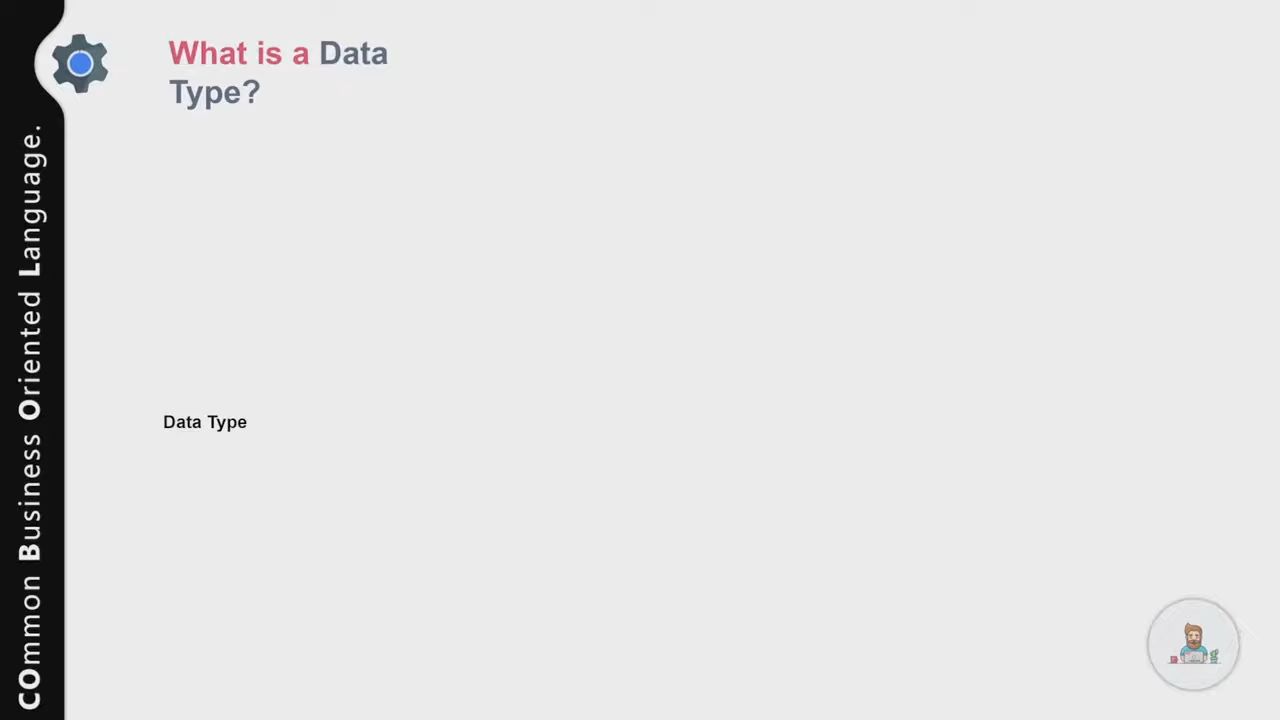 What is a Data
Type?
Data Type
COmmon Business Oriented Language.